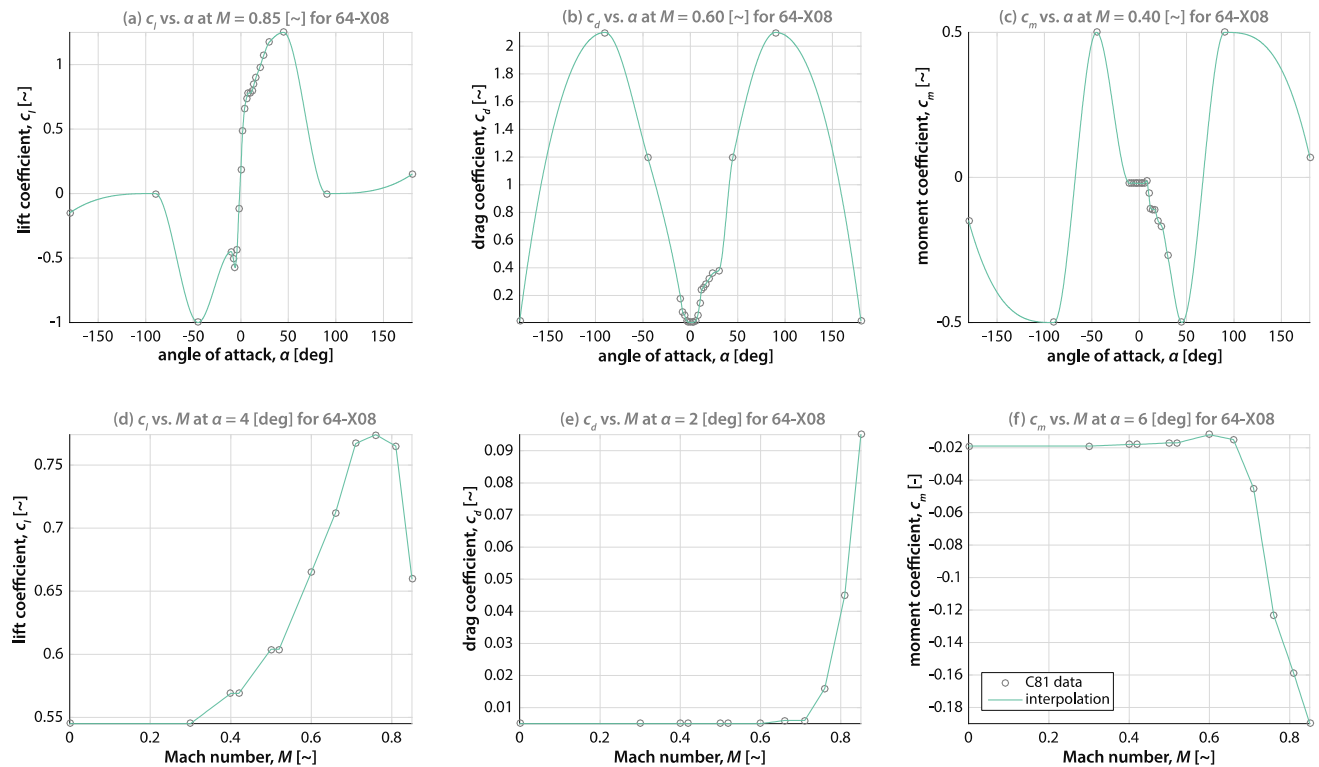 (a) c_l vs. α at M = 0.85 [~] for 64-X08
lift coefficient, c_l [~]
1
0.5
0
-0.5
-1
-150 -100 -50 0 50 100 150
angle of attack, α [deg]
(b) c_d vs. α at M = 0.60 [~] for 64-X08
drag coefficient, c_d [~]
2
1.8
1.6
1.4
1.2
1
0.8
0.6
0.4
0.2
-150 -100 -50 0 50 100 150
angle of attack, α [deg]
(c) c_m vs. α at M = 0.40 [~] for 64-X08
moment coefficient, c_m [~]
0.5
0
-0.5
-150 -100 -50 0 50 100 150
angle of attack, α [deg]
(d) c_l vs. M at α = 4 [deg] for 64-X08
lift coefficient, c_l [~]
0.75
0.7
0.65
0.6
0.55
0 0.2 0.4 0.6 0.8
Mach number, M [~]
(e) c_d vs. M at α = 2 [deg] for 64-X08
drag coefficient, c_d [~]
0.09
0.08
0.07
0.06
0.05
0.04
0.03
0.02
0.01
0 0.2 0.4 0.6 0.8
Mach number, M [~]
(f) c_m vs. M at α = 6 [deg] for 64-X08
moment coefficient, c_m [-]
-0.02
-0.04
-0.06
-0.08
-0.1
-0.12
-0.14
-0.16
-0.18
C81 data
interpolation
0 0.2 0.4 0.6 0.8
Mach number, M [~]